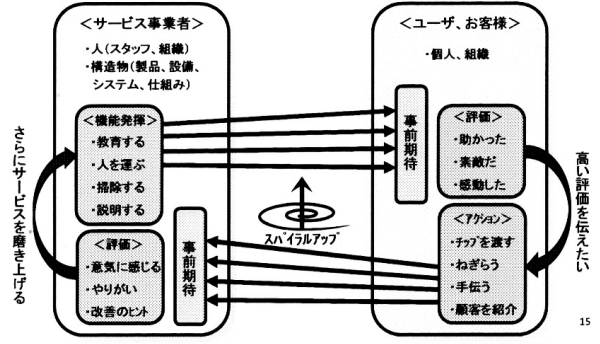 ＜サービス事業者＞
・人（スタッフ、組織）
・構造物（製品、設備、
システム、仕組み）
＜機能発揮＞
・教育する
・人を運ぶ
・掃除する
・説明する
＜評価＞
・意気に感じる
・やりがい
・改善のヒント
さらにサービスを磨き上げる
事前期待
スパイラルアップ
＜ユーザ、お客様＞
・個人、組織
事前期待
＜評価＞
・助かった
・素敵だ
・感動した
＜アクション＞
・チップを渡す
・ねぎらう
・手伝う
・顧客を紹介
高い評価を伝えたい
15